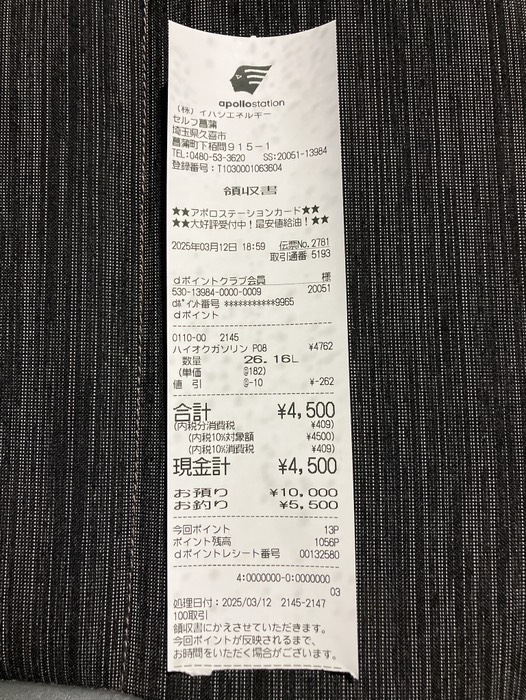 apollostation
(株)イハシエネルギー
セルフ菖蒲
埼玉県久喜市
菖蒲町下栢間915-1
TEL:0480-53-3620 SS:20051-13984
登録番号:T1030001063604
領収書
★★アポロステーションカード★★
★★大好評受付中!最安値給油!★★
2025年03月12日 18:59 伝票No.2781
取引通番 5193
dポイントクラブ会員 様
530-13984-0000-0009 20051
dポイント番号 ***********9965
dポイント
0110-00 2145
ハイオクガソリン P08 ¥4762
数量 26.16L
(単価 @182)
値引 @-10 ¥-262
合計 ¥4,500
(内税分消費税 ¥409)
(内税10%対象額 ¥4500)
(内税10%消費税 ¥409)
現金計 ¥4,500
お預り ¥10,000
お釣り ¥5,500
今回ポイント 13P
ポイント残高 1056P
dポイントレシート番号 00132580
4:0000000-0:0000000
03
処理日付:2025/03/12 2145-2147
100取引
領収書にかえさせていただきます。
今回ポイントが反映されるまで、
お時間をいただく場合がございます。